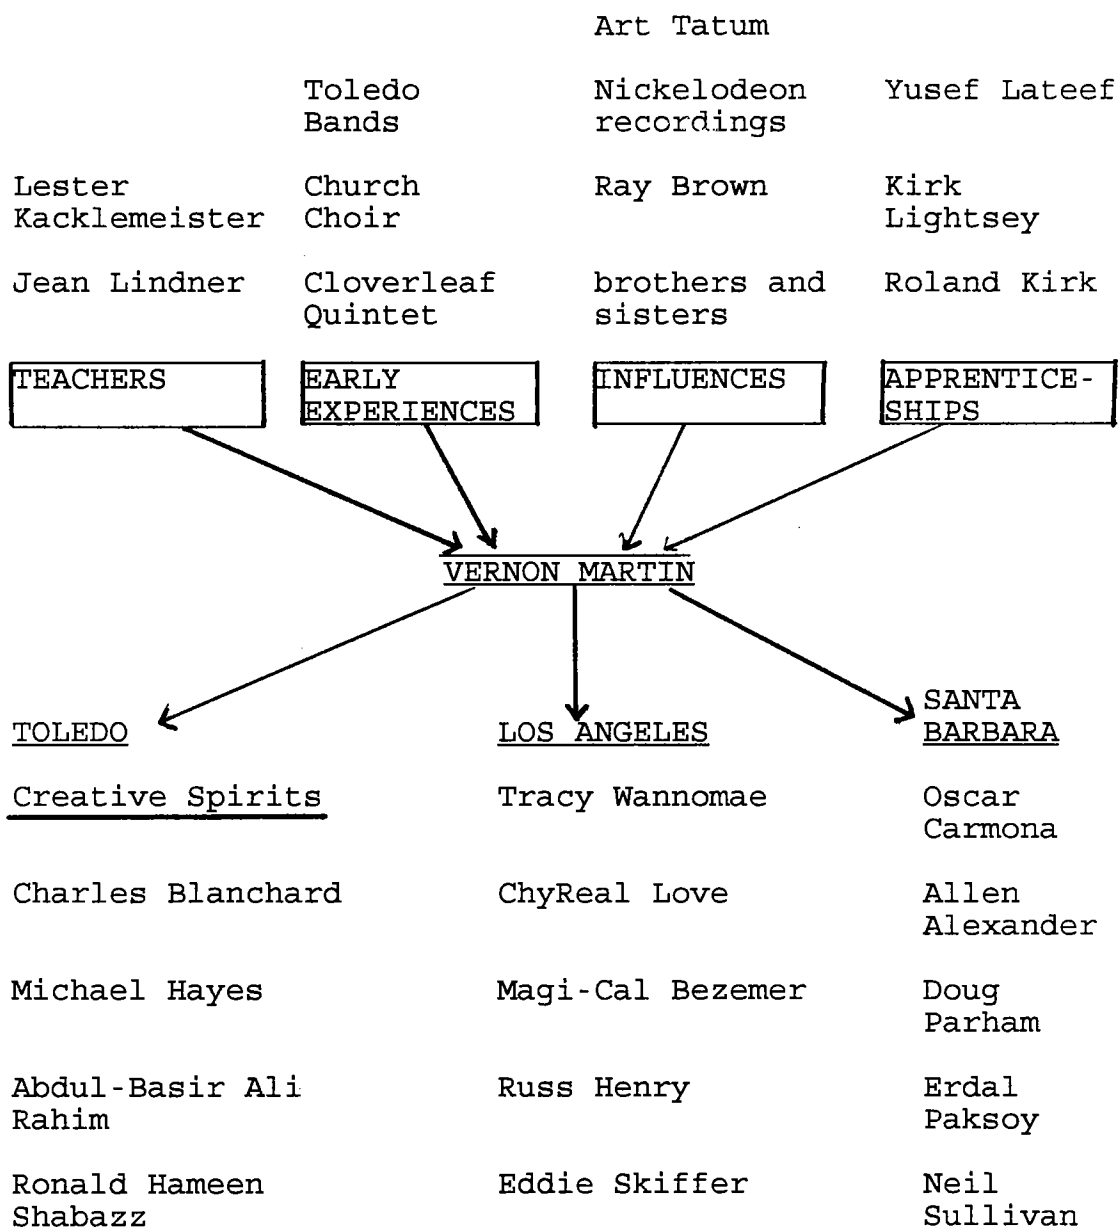 Art Tatum
Toledo
Bands
Nickelodeon
recordings
Yusef Lateef
Lester
Kacklemeister
Church
Choir
Ray Brown
Kirk
Lightsey
Jean Lindner
Cloverleaf
Quintet
brothers and
sisters
Roland Kirk
TEACHERS
EARLY
EXPERIENCES
INFLUENCES
APPRENTICE-
SHIPS
VERNON MARTIN
TOLEDO
LOS ANGELES
SANTA
BARBARA
Creative Spirits
Tracy Wannomae
Oscar
Carmona
Charles Blanchard
ChyReal Love
Allen
Alexander
Michael Hayes
Magi-Cal Bezemer
Doug
Parham
Abdul-Basir Ali
Rahim
Russ Henry
Erdal
Paksoy
Ronald Hameen
Shabazz
Eddie Skiffer
Neil
Sullivan